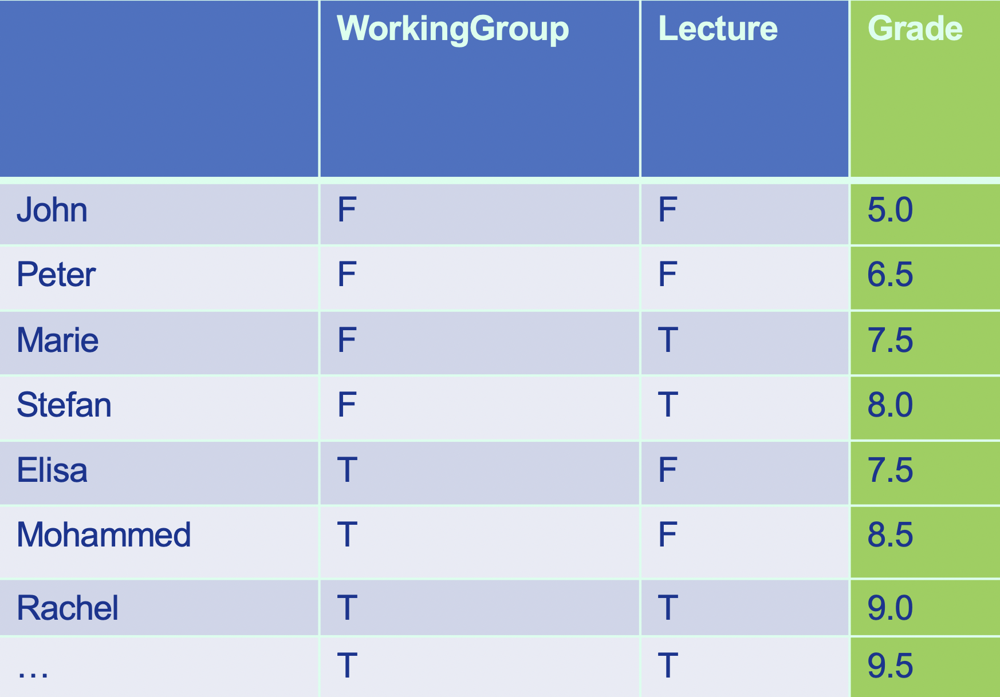 WorkingGroup Lecture Grade
John F F 5.0
Peter F F 6.5
Marie F T 7.5
Stefan F T 8.0
Elisa T F 7.5
Mohammed T F 8.5
Rachel T T 9.0
… T T 9.5